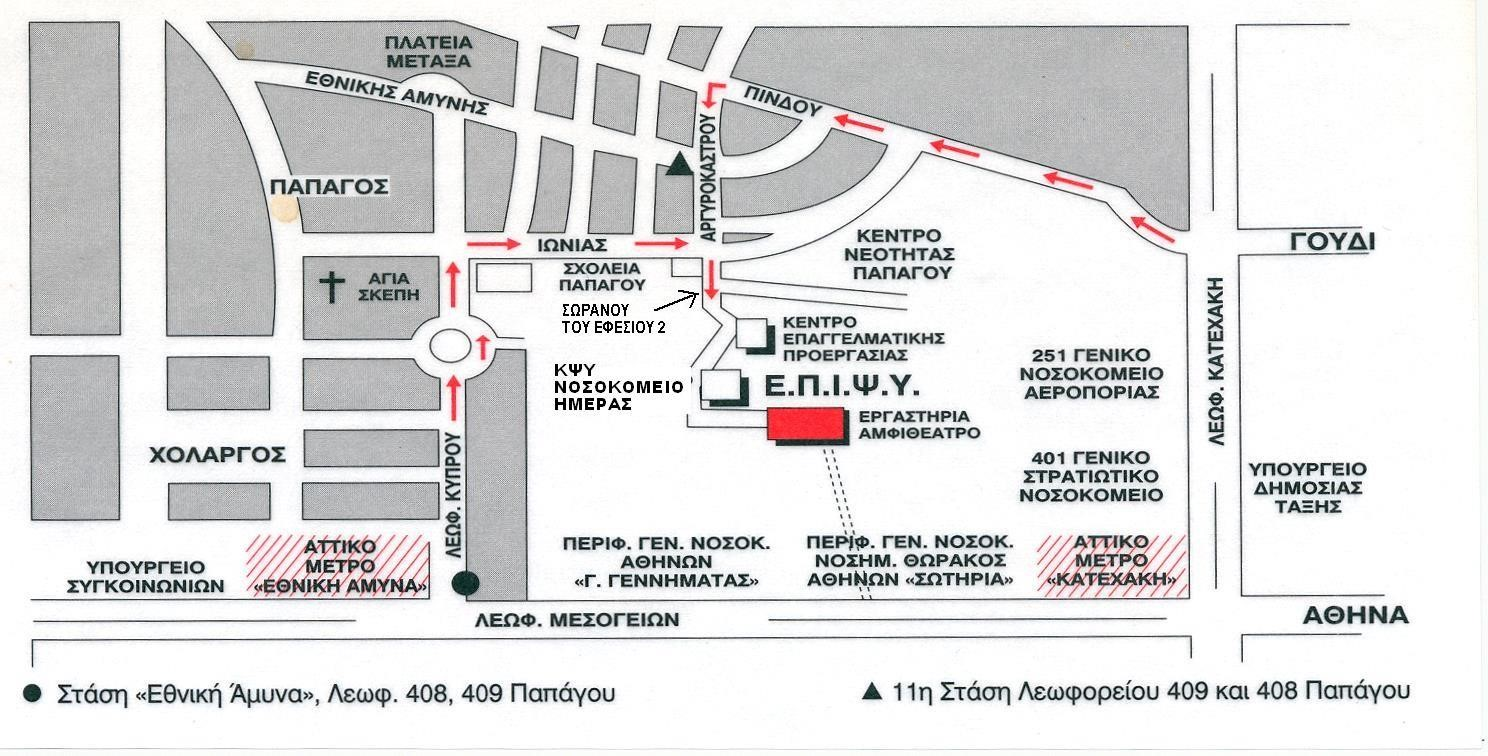 ΠΛΑΤΕΙΑ
ΜΕΤΑΞΑ
ΕΘΝΙΚΗΣ ΑΜΥΝΗΣ
ΠΙΝΔΟΥ
ΑΡΓΥΡΟΚΑΣΤΡΟΥ
ΠΑΠΑΓΟΣ
ΙΩΝΙΑΣ
ΚΕΝΤΡΟ
ΝΕΟΤΗΤΑΣ
ΠΑΠΑΓΟΥ
ΓΟΥΔΙ
ΑΓΙΑ
ΣΚΕΠΗ
ΣΧΟΛΕΙΑ
ΠΑΠΑΓΟΥ
ΣΩΡΑΝΟΥ
ΤΟΥ ΕΦΕΣΙΟΥ 2
ΚΕΝΤΡΟ
ΕΠΑΓΓΕΛΜΑΤΙΚΗΣ
ΠΡΟΕΡΓΑΣΙΑΣ
ΛΕΩΦ. ΚΑΤΕΧΑΚΗ
251 ΓΕΝΙΚΟ
ΝΟΣΟΚΟΜΕΙΟ
ΑΕΡΟΠΟΡΙΑΣ
ΚΨΥ
ΝΟΣΟΚΟΜΕΙΟ
ΗΜΕΡΑΣ
Ε.Π.Ι.Ψ.Υ.
ΕΡΓΑΣΤΗΡΙΑ
ΑΜΦΙΘΕΑΤΡΟ
ΧΟΛΑΡΓΟΣ
ΛΕΩΦ. ΚΥΠΡΟΥ
401 ΓΕΝΙΚΟ
ΣΤΡΑΤΙΩΤΙΚΟ
ΝΟΣΟΚΟΜΕΙΟ
ΥΠΟΥΡΓΕΙΟ
ΔΗΜΟΣΙΑΣ
ΤΑΞΗΣ
ΥΠΟΥΡΓΕΙΟ
ΣΥΓΚΟΙΝΩΝΙΩΝ
ΑΤΤΙΚΟ
ΜΕΤΡΟ
«ΕΘΝΙΚΗ ΑΜΥΝΑ»
ΠΕΡΙΦ. ΓΕΝ. ΝΟΣΟΚ.
ΑΘΗΝΩΝ
«Γ. ΓΕΝΝΗΜΑΤΑΣ»
ΠΕΡΙΦ. ΓΕΝ. ΝΟΣΟΚ.
ΝΟΣΗΜ. ΘΩΡΑΚΟΣ
ΑΘΗΝΩΝ «ΣΩΤΗΡΙΑ»
ΑΤΤΙΚΟ
ΜΕΤΡΟ
«ΚΑΤΕΧΑΚΗ»
ΛΕΩΦ. ΜΕΣΟΓΕΙΩΝ
ΑΘΗΝΑ
Στάση «Εθνική Άμυνα», Λεωφ. 408, 409 Παπάγου
11η Στάση Λεωφορείου 409 και 408 Παπάγου